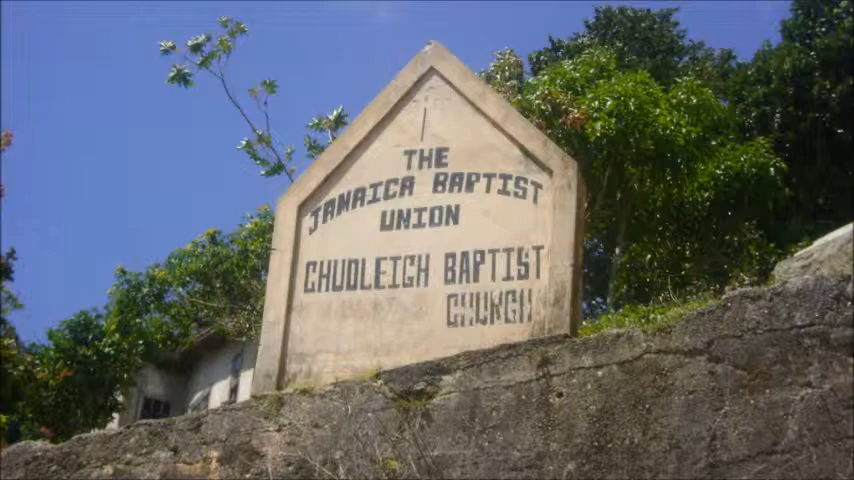 THE
JAMAICA BAPTIST
UNION
CHUDLEIGH BAPTIST
CHURCH